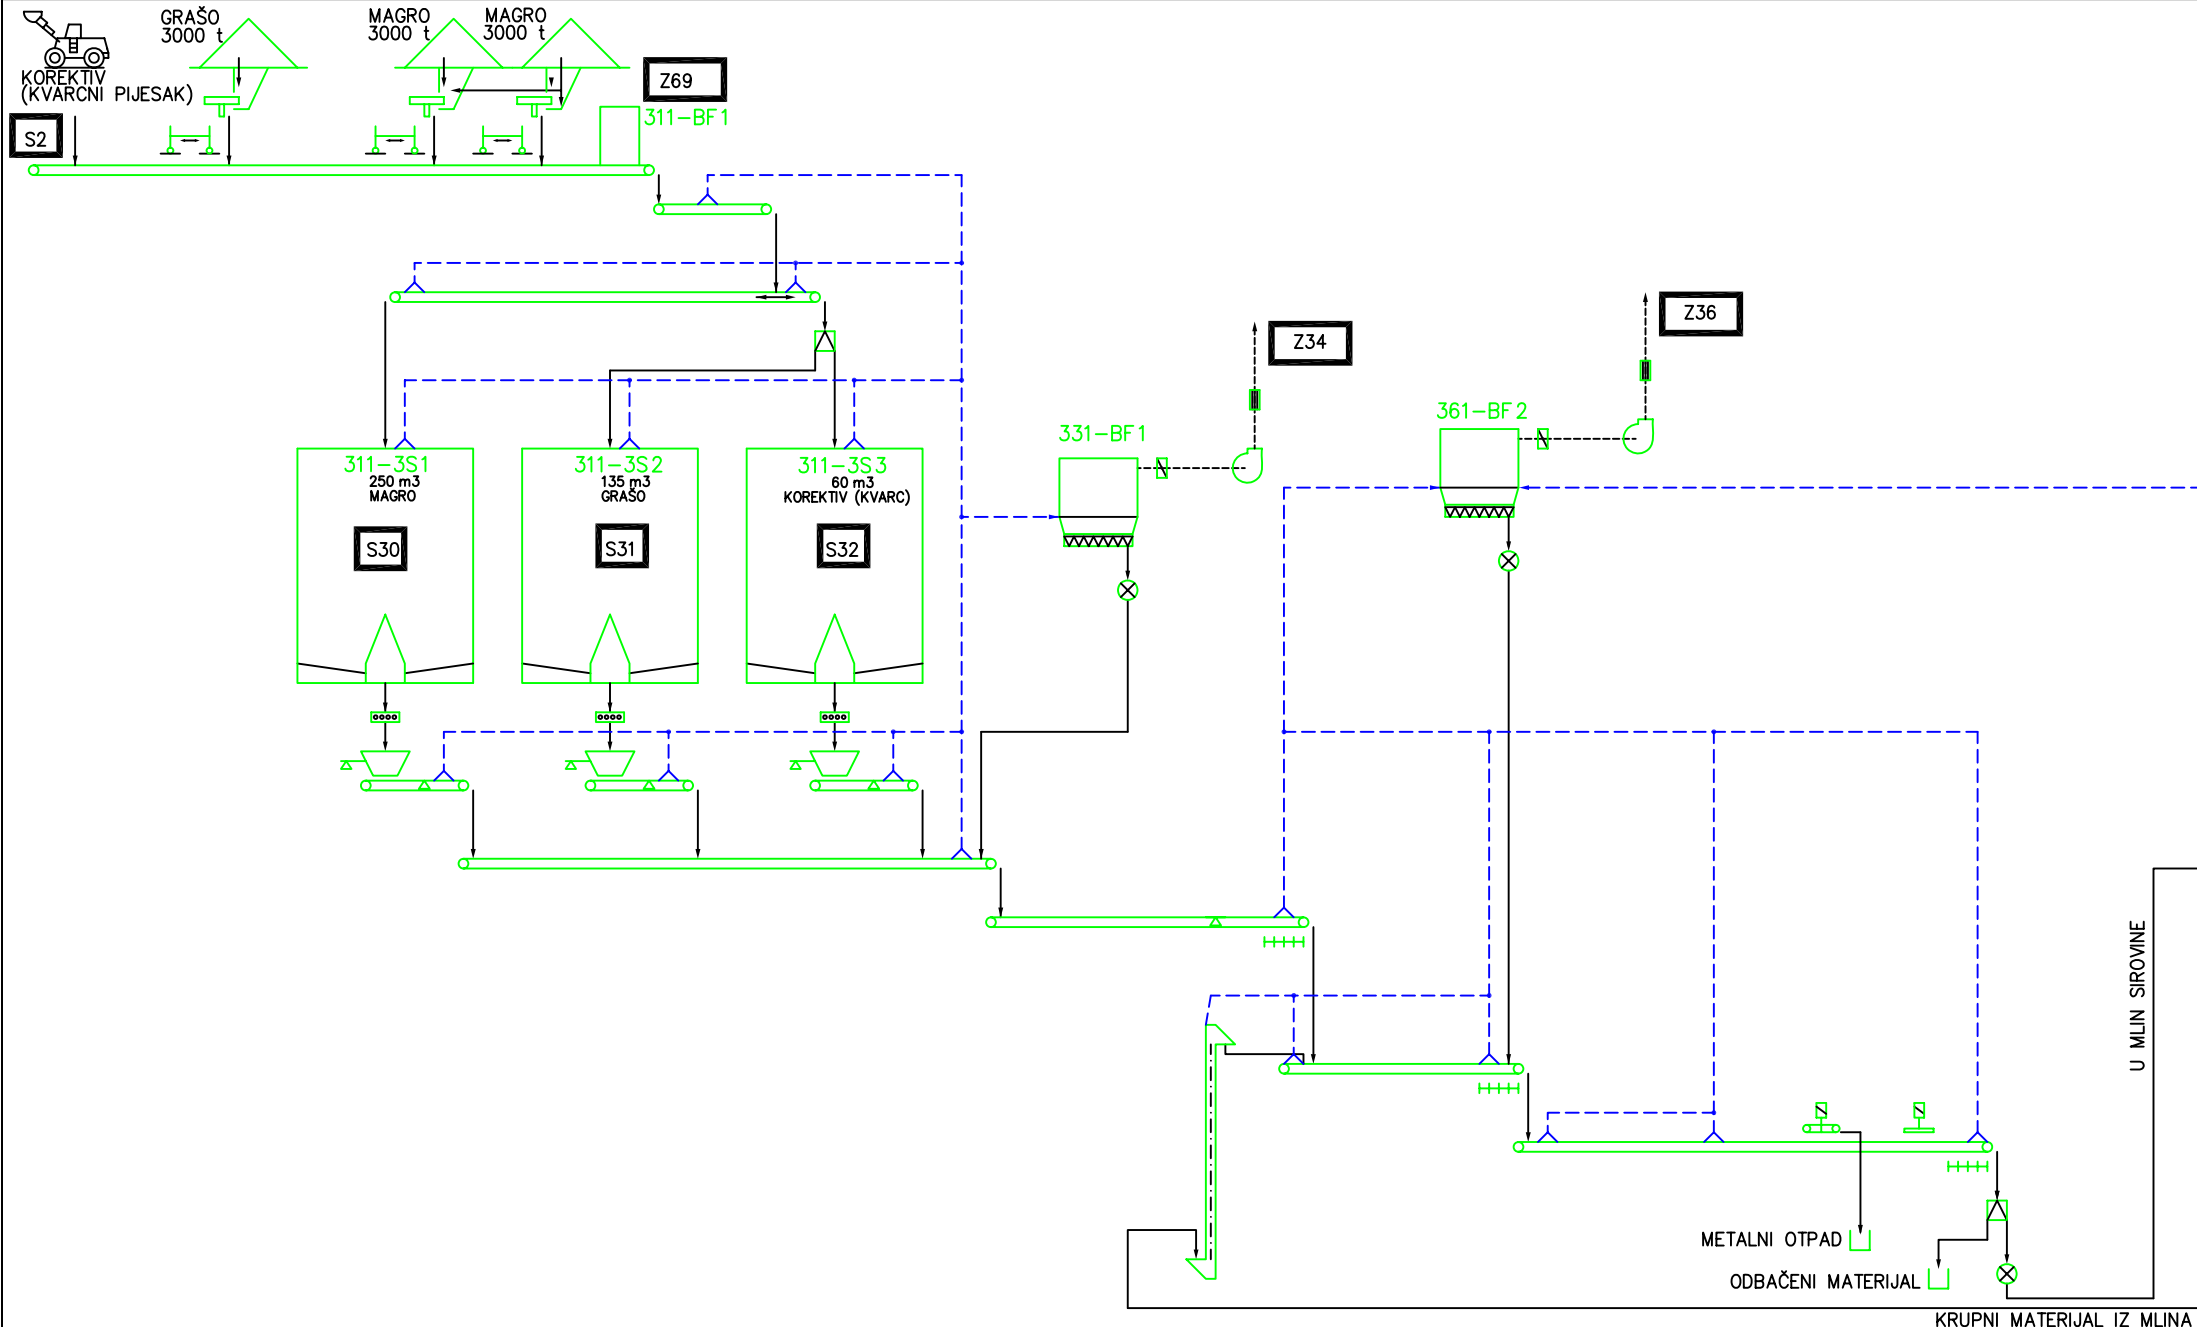 GRAŠO
3000 t
MAGRO
3000 t
MAGRO
3000 t
KOREKTIV
(KVARCNI PIJESAK)
Z69
311-BF1
S2
Z34
Z36
331-BF1
361-BF2
311-3S1
250 m3
MAGRO
S30
311-3S2
135 m3
GRAŠO
S31
311-3S3
60 m3
KOREKTIV (KVARC)
S32
U MLIN SIROVINE
METALNI OTPAD
ODBAČENI MATERIJAL
KRUPNI MATERIJAL IZ MLINA